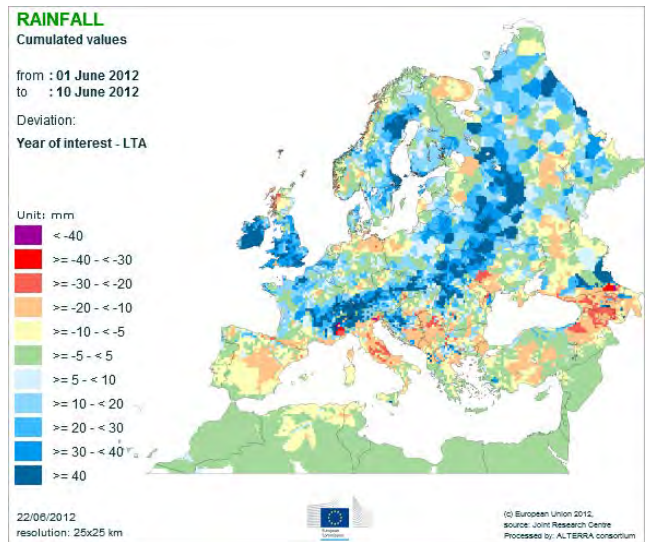 RAINFALL
Cumulated values
from : 01 June 2012
to : 10 June 2012
Deviation:
Year of interest - LTA
Unit: mm
< -40
>= -40 - < -30
>= -30 - < -20
>= -20 - < -10
>= -10 - < -5
>= -5 - < 5
>= 5 - < 10
>= 10 - < 20
>= 20 - < 30
>= 30 - < 40
>= 40
22/06/2012
resolution: 25x25 km
European
Commission
(c) European Union 2012,
source: Joint Research Centre
Processed by: ALTERRA consortium